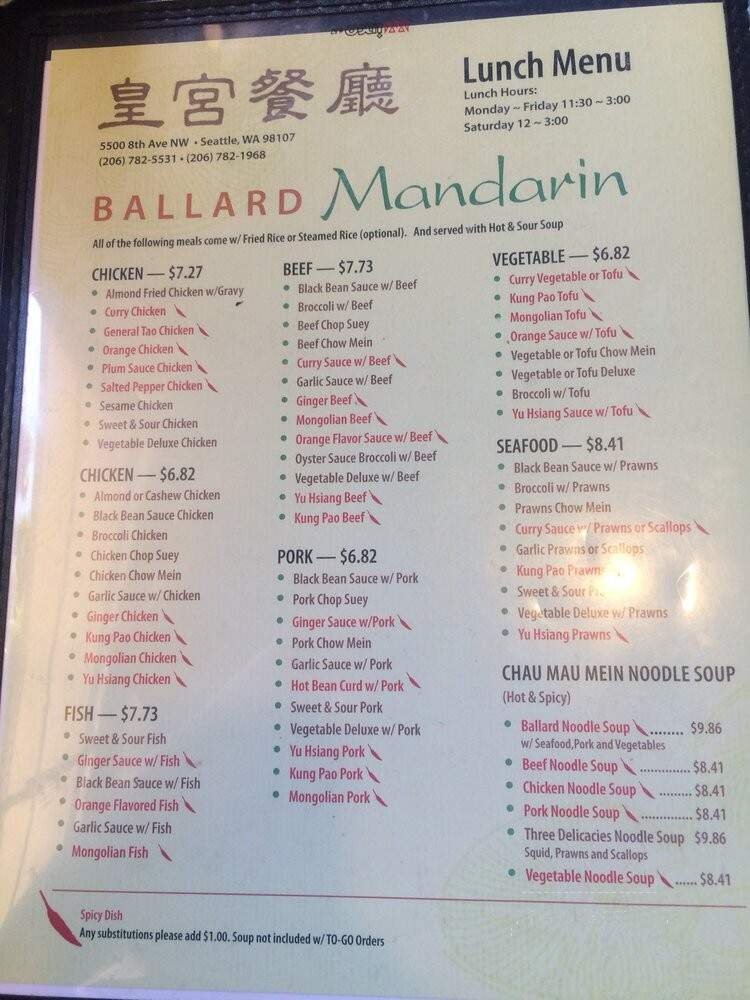 皇宮餐廳
5500 8th Ave NW • Seattle, WA 98107
(206) 782-5531 • (206) 782-1968
Lunch Menu
Lunch Hours:
Monday ~ Friday 11:30 ~ 3:00
Saturday 12 ~ 3:00
BALLARD Mandarin
All of the following meals come w/ Fried Rice or Steamed Rice (optional). And served with Hot & Sour Soup
CHICKEN — $7.27
Almond Fried Chicken w/Gravy
Curry Chicken
General Tao Chicken
Orange Chicken
Plum Sauce Chicken
Salted Pepper Chicken
Sesame Chicken
Sweet & Sour Chicken
Vegetable Deluxe Chicken
CHICKEN — $6.82
Almond or Cashew Chicken
Black Bean Sauce Chicken
Broccoli Chicken
Chicken Chop Suey
Chicken Chow Mein
Garlic Sauce w/ Chicken
Ginger Chicken
Kung Pao Chicken
Mongolian Chicken
Yu Hsiang Chicken
FISH — $7.73
Sweet & Sour Fish
Ginger Sauce w/ Fish
Black Bean Sauce w/ Fish
Orange Flavored Fish
Garlic Sauce w/ Fish
Mongolian Fish
BEEF — $7.73
Black Bean Sauce w/ Beef
Broccoli w/ Beef
Beef Chop Suey
Beef Chow Mein
Curry Sauce w/ Beef
Garlic Sauce w/ Beef
Ginger Beef
Mongolian Beef
Orange Flavor Sauce w/ Beef
Oyster Sauce Broccoli w/ Beef
Vegetable Deluxe w/ Beef
Yu Hsiang Beef
Kung Pao Beef
PORK — $6.82
Black Bean Sauce w/ Pork
Pork Chop Suey
Ginger Sauce w/Pork
Pork Chow Mein
Garlic Sauce w/ Pork
Hot Bean Curd w/ Pork
Sweet & Sour Pork
Vegetable Deluxe w/ Pork
Yu Hsiang Pork
Kung Pao Pork
Mongolian Pork
VEGETABLE — $6.82
Curry Vegetable or Tofu
Kung Pao Tofu
Mongolian Tofu
Orange Sauce w/ Tofu
Vegetable or Tofu Chow Mein
Vegetable or Tofu Deluxe
Broccoli w/ Tofu
Yu Hsiang Sauce w/ Tofu
SEAFOOD — $8.41
Black Bean Sauce w/ Prawns
Broccoli w/ Prawns
Prawns Chow Mein
Curry Sauce w/ Prawns or Scallops
Garlic Prawns or Scallops
Kung Pao Prawns
Sweet & Sour
Vegetable Deluxe w/ Prawns
Yu Hsiang Prawns
CHAU MAU MEIN NOODLE SOUP
(Hot & Spicy)
Ballard Noodle Soup ........ $9.86
w/ Seafood,Pork and Vegetables
Beef Noodle Soup .............. $8.41
Chicken Noodle Soup ......... $8.41
Pork Noodle Soup .............. $8.41
Three Delicacies Noodle Soup $9.86
Squid, Prawns and Scallops
Vegetable Noodle Soup ...... $8.41
Spicy Dish
Any substitutions please add $1.00. Soup not included w/ TO-GO Orders